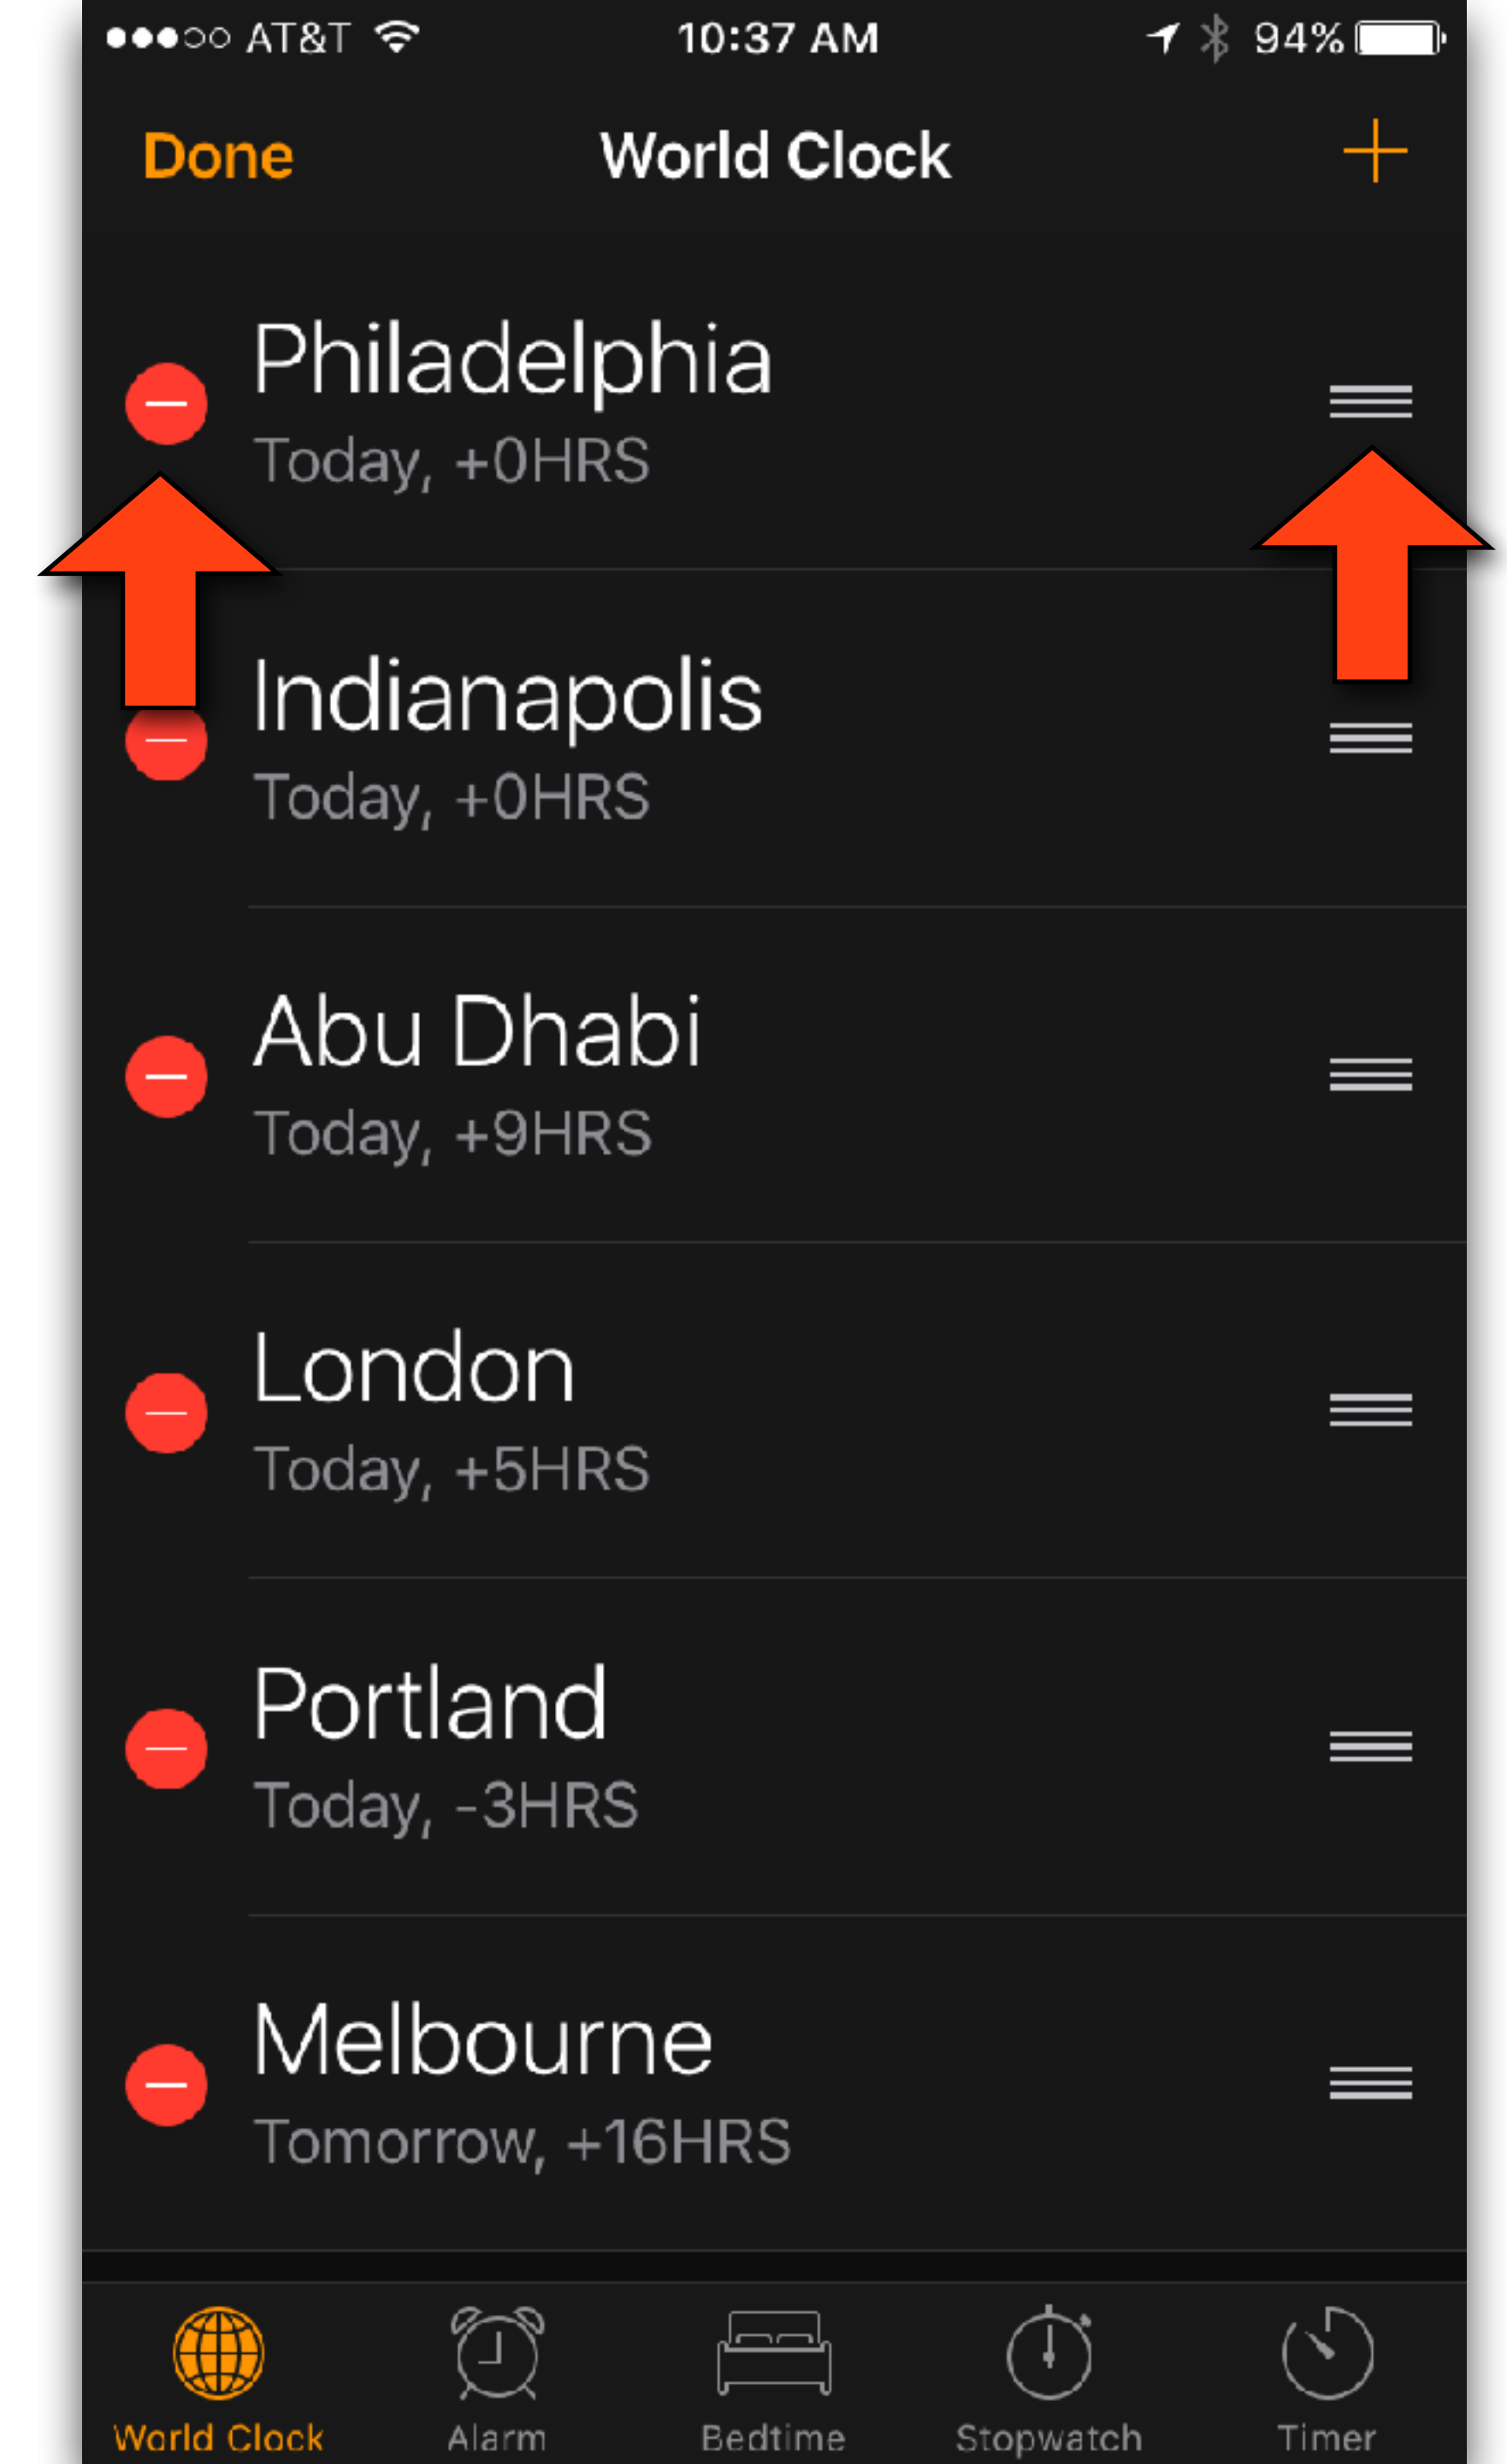 AT&T 10:37 AM 94%
Done World Clock +
Philadelphia
Today, +0HRS
Indianapolis
Today, +0HRS
Abu Dhabi
Today, +9HRS
London
Today, +5HRS
Portland
Today, -3HRS
Melbourne
Tomorrow, +16HRS
World Clock Alarm Bedtime Stopwatch Timer